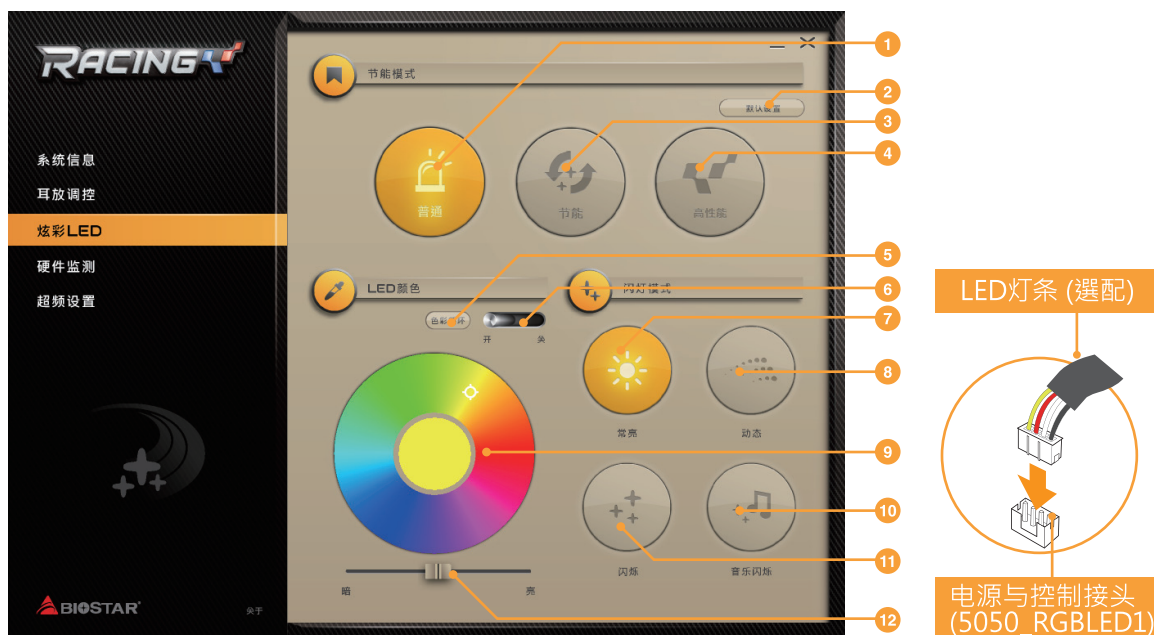 RACING
节能模式
默认设置
普通
节能
高性能
系统信息
耳放调控
炫彩LED
硬件监测
超频设置
LED颜色
闪灯模式
色彩循环
开
关
常亮
动态
闪烁
音乐闪烁
暗
亮
BIOSTAR
关于
1
2
3
4
5
6
7
8
9
10
11
12
LED灯条 (選配)
电源与控制接头
(5050_RGBLED1)